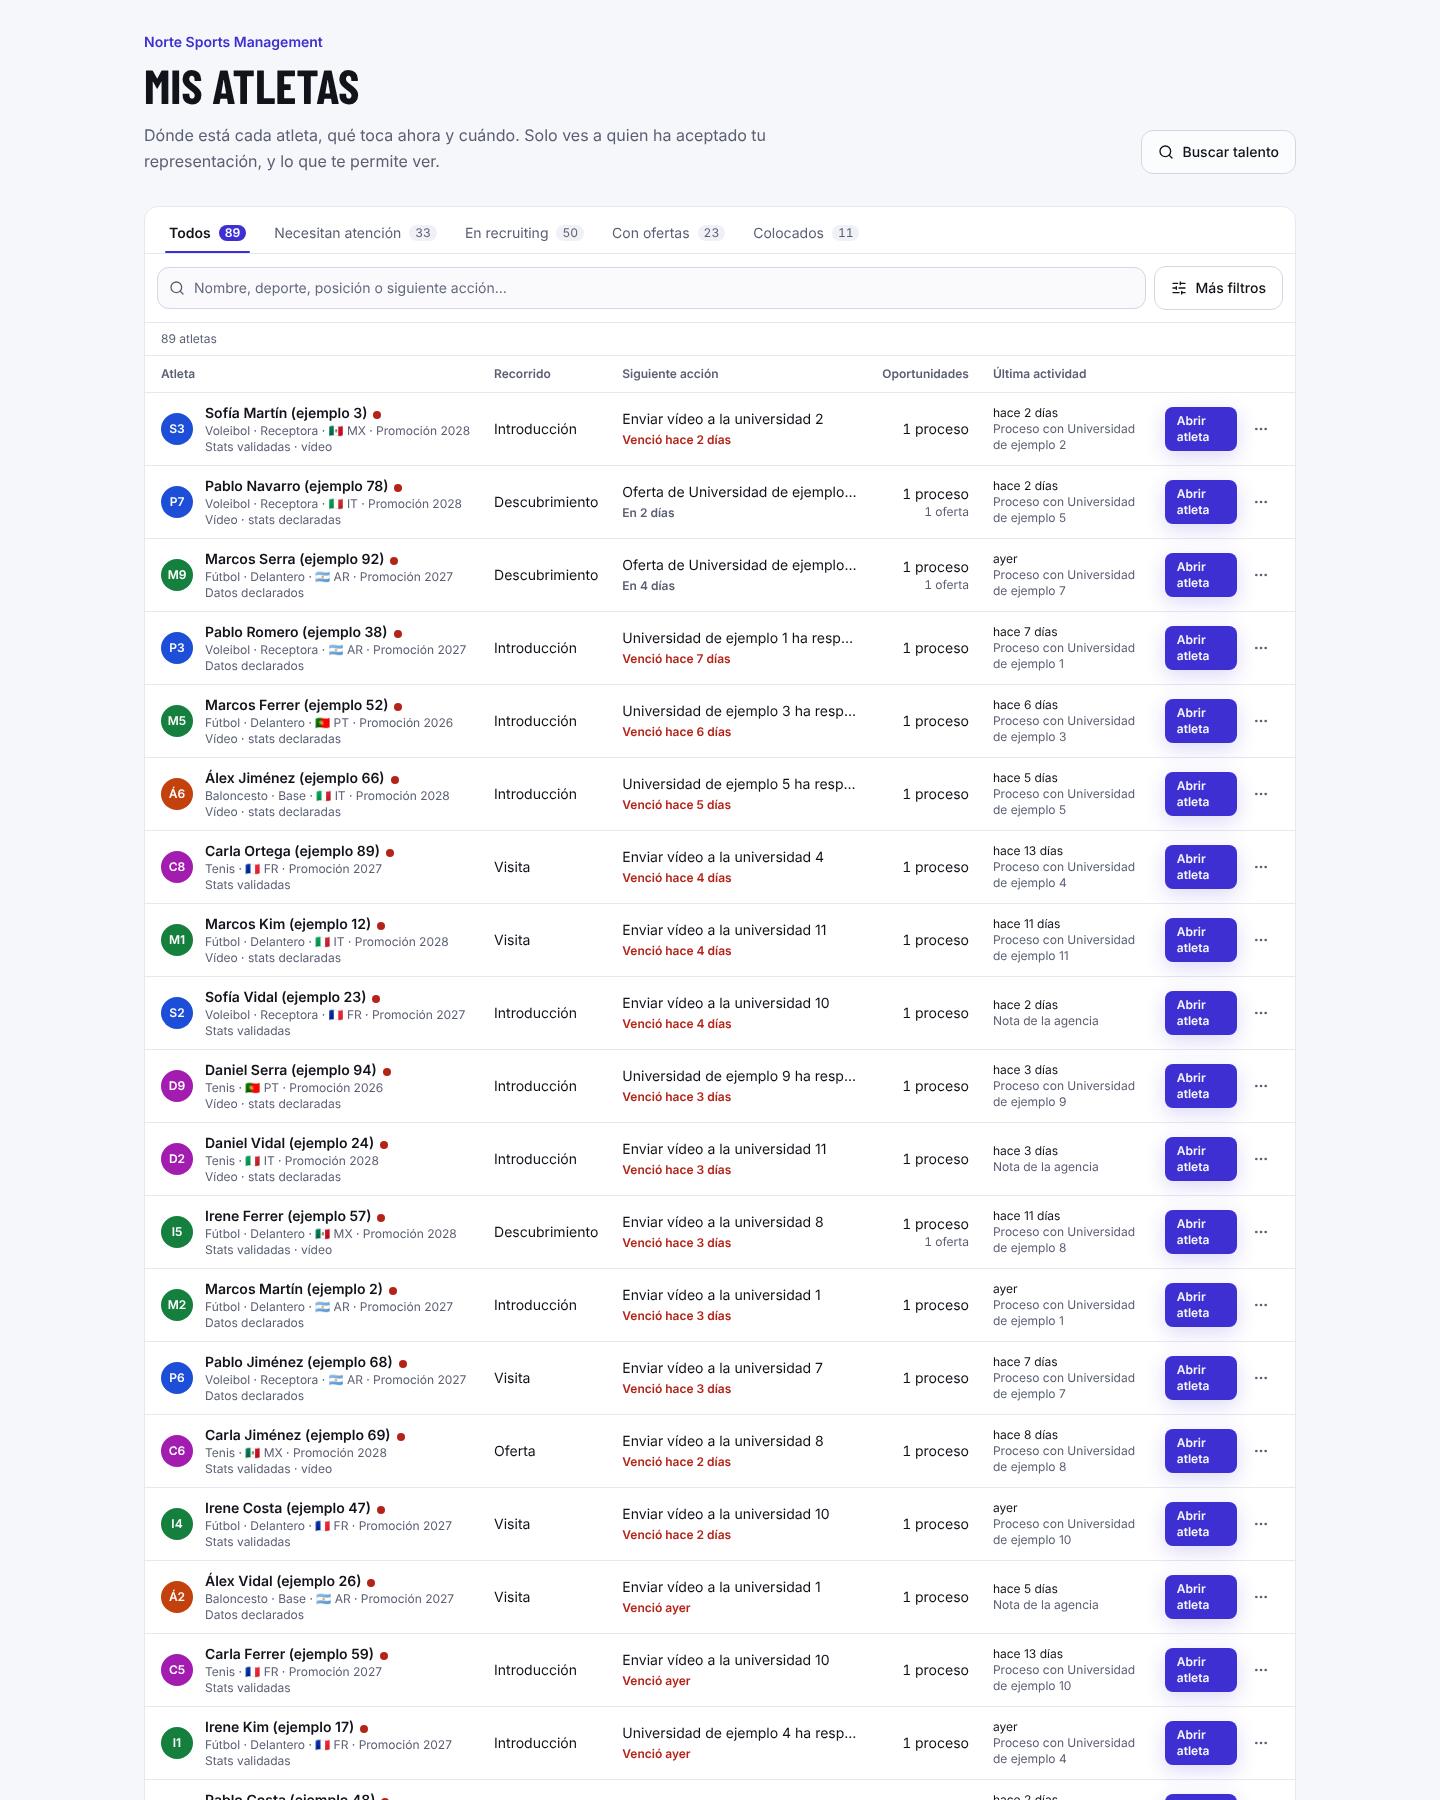 Norte Sports Management
MIS ATLETAS
Dónde está cada atleta, qué toca ahora y cuándo. Solo ves a quien ha aceptado tu
representación, y lo que te permite ver.
Buscar talento
Todos 89 Necesitan atención 33 En recruiting 50 Con ofertas 23 Colocados 11
Nombre, deporte, posición o siguiente acción...
Más filtros
89 atletas
Atleta Recorrido Siguiente acción Oportunidades Última actividad
S3
Sofía Martín (ejemplo 3)
Voleibol · Receptora · 🇲🇽 MX · Promoción 2028
Stats validadas · vídeo
Introducción
Enviar vídeo a la universidad 2
Venció hace 2 días
1 proceso
hace 2 días
Proceso con Universidad
de ejemplo 2
Abrir
atleta
P7
Pablo Navarro (ejemplo 78)
Voleibol · Receptora · 🇮🇹 IT · Promoción 2028
Vídeo · stats declaradas
Descubrimiento
Oferta de Universidad de ejemplo...
En 2 días
1 proceso
1 oferta
hace 2 días
Proceso con Universidad
de ejemplo 5
Abrir
atleta
M9
Marcos Serra (ejemplo 92)
Fútbol · Delantero · 🇦🇷 AR · Promoción 2027
Datos declarados
Descubrimiento
Oferta de Universidad de ejemplo...
En 4 días
1 proceso
1 oferta
ayer
Proceso con Universidad
de ejemplo 7
Abrir
atleta
P3
Pablo Romero (ejemplo 38)
Voleibol · Receptora · 🇦🇷 AR · Promoción 2027
Datos declarados
Introducción
Universidad de ejemplo 1 ha resp...
Venció hace 7 días
1 proceso
hace 7 días
Proceso con Universidad
de ejemplo 1
Abrir
atleta
M5
Marcos Ferrer (ejemplo 52)
Fútbol · Delantero · 🇵🇹 PT · Promoción 2026
Vídeo · stats declaradas
Introducción
Universidad de ejemplo 3 ha resp...
Venció hace 6 días
1 proceso
hace 6 días
Proceso con Universidad
de ejemplo 3
Abrir
atleta
Á6
Álex Jiménez (ejemplo 66)
Baloncesto · Base · 🇮🇹 IT · Promoción 2028
Vídeo · stats declaradas
Introducción
Universidad de ejemplo 5 ha resp...
Venció hace 5 días
1 proceso
hace 5 días
Proceso con Universidad
de ejemplo 5
Abrir
atleta
C8
Carla Ortega (ejemplo 89)
Tenis · 🇫🇷 FR · Promoción 2027
Stats validadas
Visita
Enviar vídeo a la universidad 4
Venció hace 4 días
1 proceso
hace 13 días
Proceso con Universidad
de ejemplo 4
Abrir
atleta
M1
Marcos Kim (ejemplo 12)
Fútbol · Delantero · 🇮🇹 IT · Promoción 2028
Vídeo · stats declaradas
Visita
Enviar vídeo a la universidad 11
Venció hace 4 días
1 proceso
hace 11 días
Proceso con Universidad
de ejemplo 11
Abrir
atleta
S2
Sofía Vidal (ejemplo 23)
Voleibol · Receptora · 🇫🇷 FR · Promoción 2027
Stats validadas
Introducción
Enviar vídeo a la universidad 10
Venció hace 4 días
1 proceso
hace 2 días
Nota de la agencia
Abrir
atleta
D9
Daniel Serra (ejemplo 94)
Tenis · 🇵🇹 PT · Promoción 2026
Vídeo · stats declaradas
Introducción
Universidad de ejemplo 9 ha resp...
Venció hace 3 días
1 proceso
hace 3 días
Proceso con Universidad
de ejemplo 9
Abrir
atleta
D2
Daniel Vidal (ejemplo 24)
Tenis · 🇮🇹 IT · Promoción 2028
Vídeo · stats declaradas
Introducción
Enviar vídeo a la universidad 11
Venció hace 3 días
1 proceso
hace 3 días
Nota de la agencia
Abrir
atleta
I5
Irene Ferrer (ejemplo 57)
Fútbol · Delantero · 🇲🇽 MX · Promoción 2028
Stats validadas · vídeo
Descubrimiento
Enviar vídeo a la universidad 8
Venció hace 3 días
1 proceso
1 oferta
hace 11 días
Proceso con Universidad
de ejemplo 8
Abrir
atleta
M2
Marcos Martín (ejemplo 2)
Fútbol · Delantero · 🇦🇷 AR · Promoción 2027
Datos declarados
Introducción
Enviar vídeo a la universidad 1
Venció hace 3 días
1 proceso
ayer
Proceso con Universidad
de ejemplo 1
Abrir
atleta
P6
Pablo Jiménez (ejemplo 68)
Voleibol · Receptora · 🇦🇷 AR · Promoción 2027
Datos declarados
Visita
Enviar vídeo a la universidad 7
Venció hace 3 días
1 proceso
hace 7 días
Proceso con Universidad
de ejemplo 7
Abrir
atleta
C6
Carla Jiménez (ejemplo 69)
Tenis · 🇲🇽 MX · Promoción 2028
Stats validadas · vídeo
Oferta
Enviar vídeo a la universidad 8
Venció hace 2 días
1 proceso
hace 8 días
Proceso con Universidad
de ejemplo 8
Abrir
atleta
I4
Irene Costa (ejemplo 47)
Fútbol · Delantero · 🇫🇷 FR · Promoción 2027
Stats validadas
Visita
Enviar vídeo a la universidad 10
Venció hace 2 días
1 proceso
ayer
Proceso con Universidad
de ejemplo 10
Abrir
atleta
Á2
Álex Vidal (ejemplo 26)
Baloncesto · Base · 🇦🇷 AR · Promoción 2027
Datos declarados
Visita
Enviar vídeo a la universidad 1
Venció ayer
1 proceso
hace 5 días
Nota de la agencia
Abrir
atleta
C5
Carla Ferrer (ejemplo 59)
Tenis · 🇫🇷 FR · Promoción 2027
Stats validadas
Introducción
Enviar vídeo a la universidad 10
Venció ayer
1 proceso
hace 13 días
Proceso con Universidad
de ejemplo 10
Abrir
atleta
I1
Irene Kim (ejemplo 17)
Fútbol · Delantero · 🇫🇷 FR · Promoción 2027
Stats validadas
Introducción
Universidad de ejemplo 4 ha resp...
Venció ayer
1 proceso
ayer
Proceso con Universidad
de ejemplo 4
Abrir
atleta
Pablo Costa (ejemplo 48)
hace 2 días